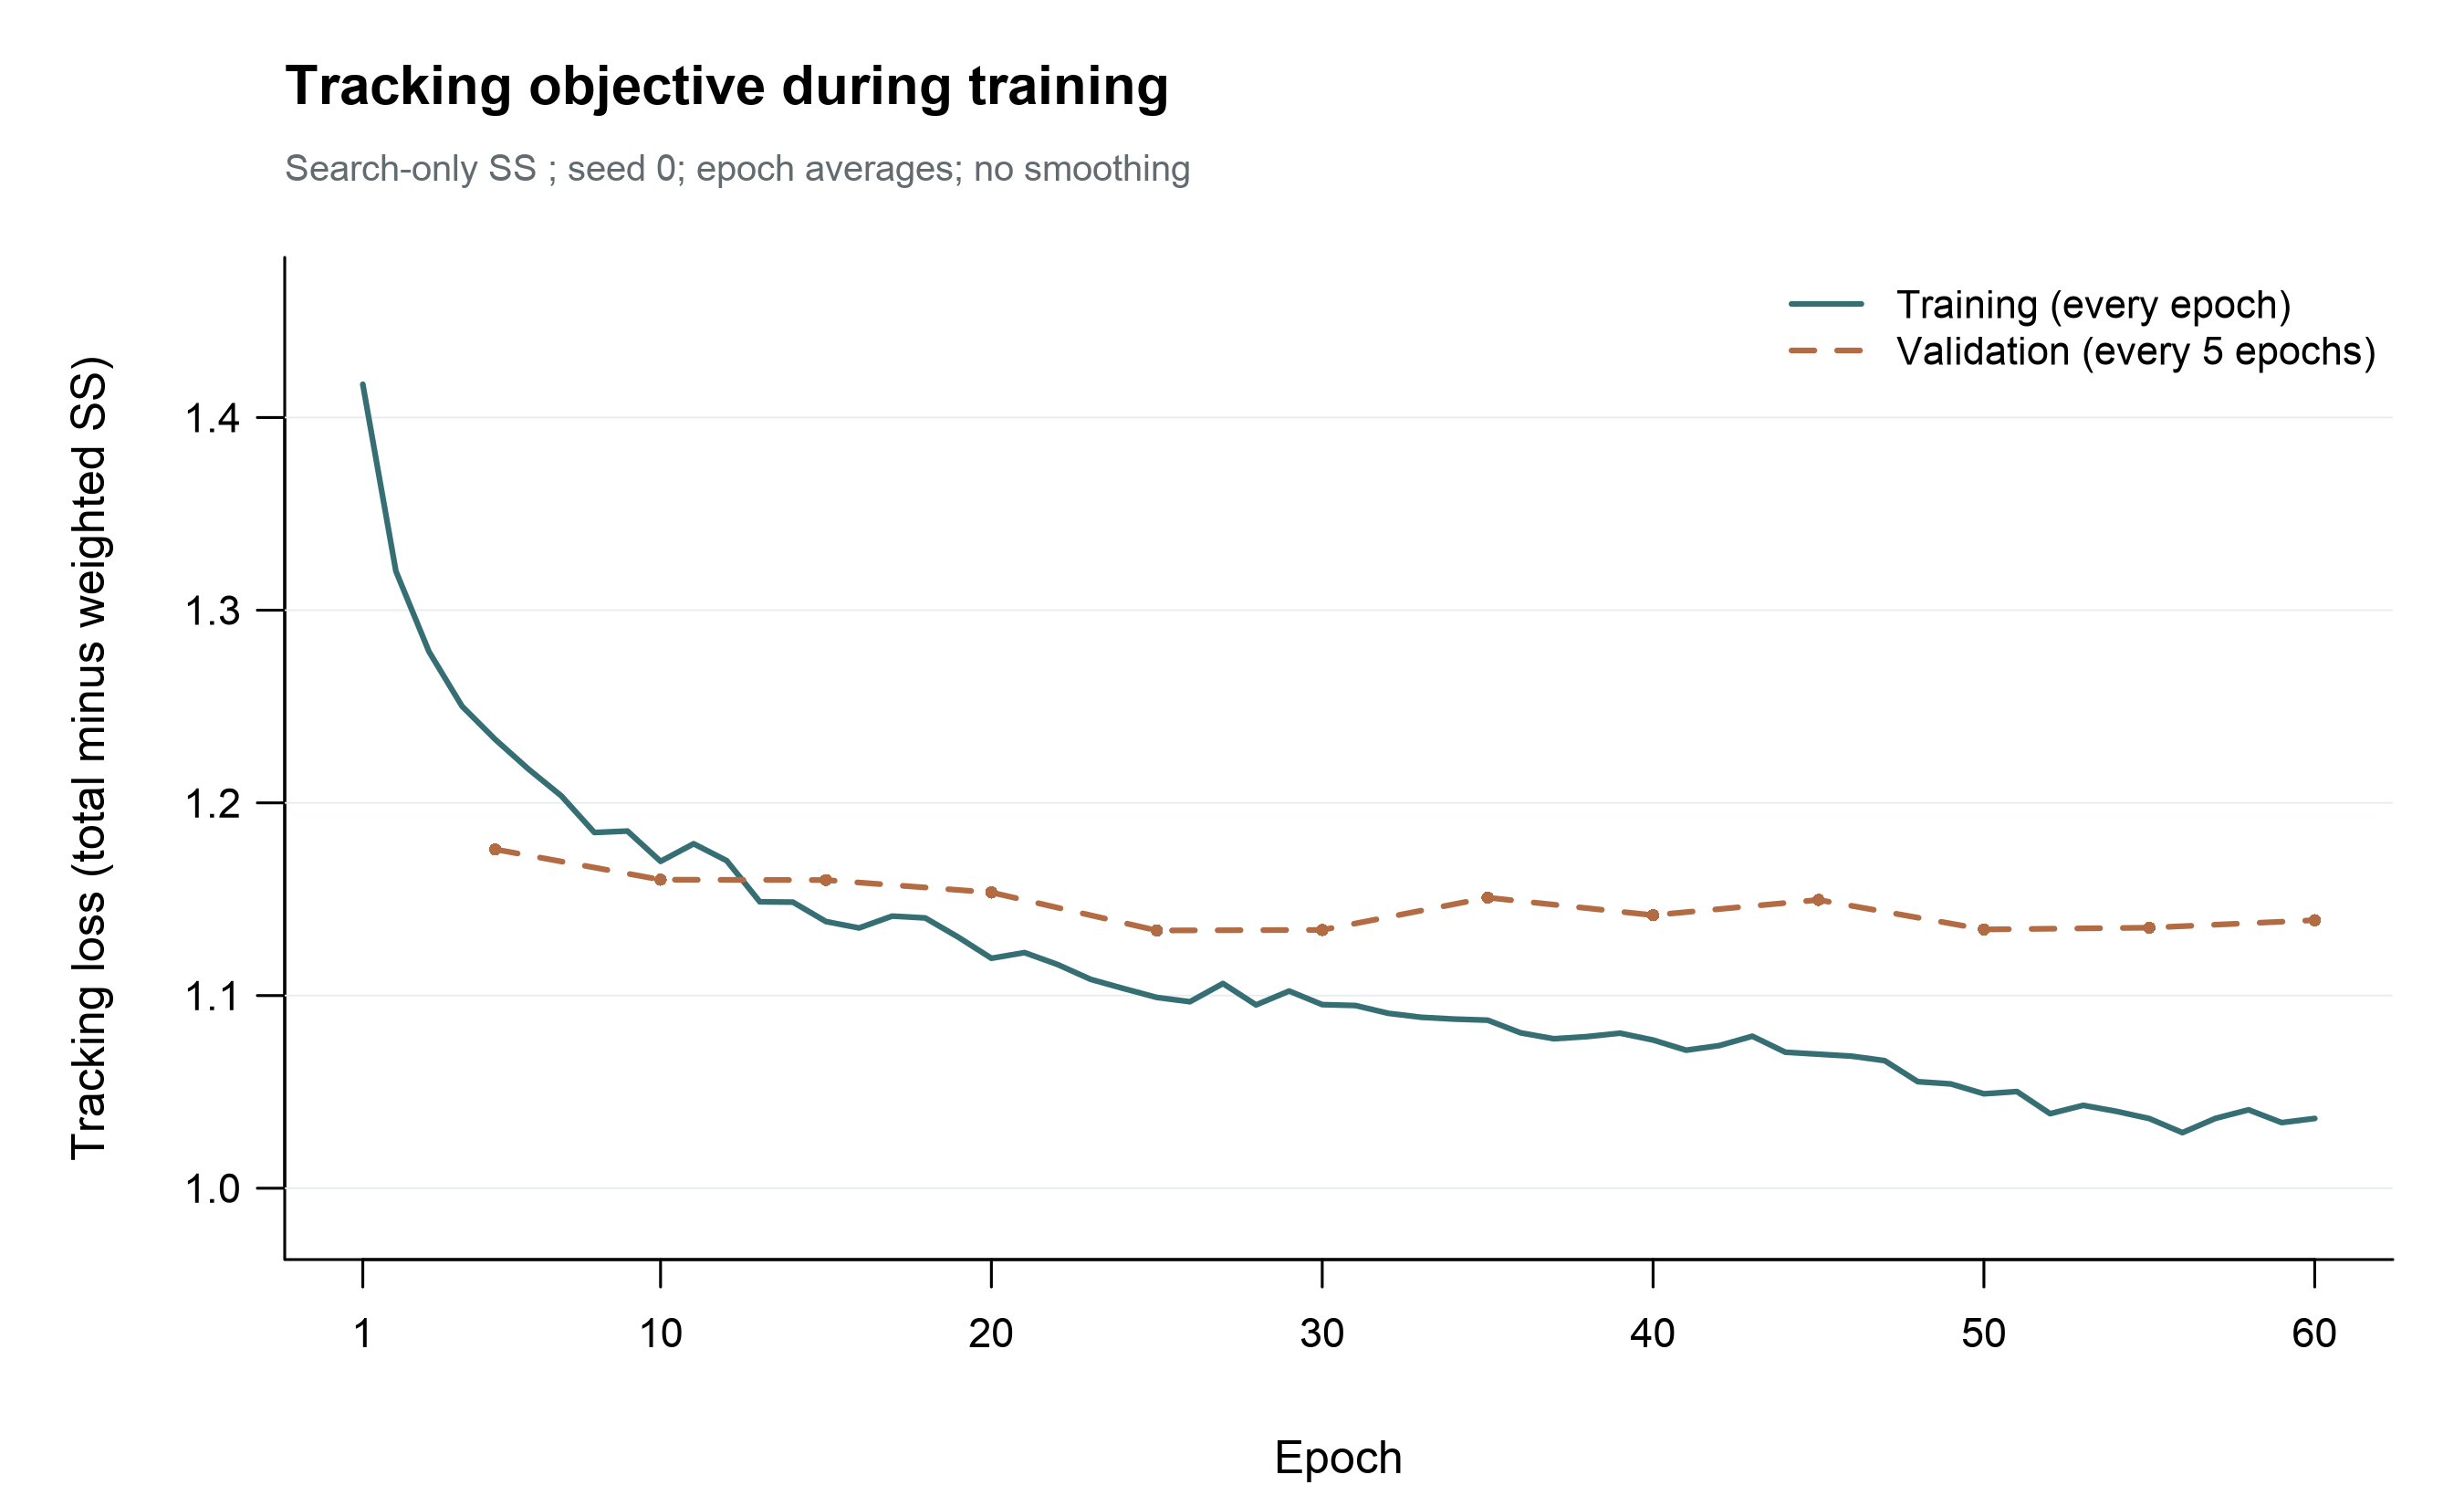 Tracking objective during training
Search-only SS ; seed 0; epoch averages; no smoothing
Training (every epoch)
Validation (every 5 epochs)
Tracking loss (total minus weighted SS)
1.4
1.3
1.2
1.1
1.0
1 10 20 30 40 50 60
Epoch